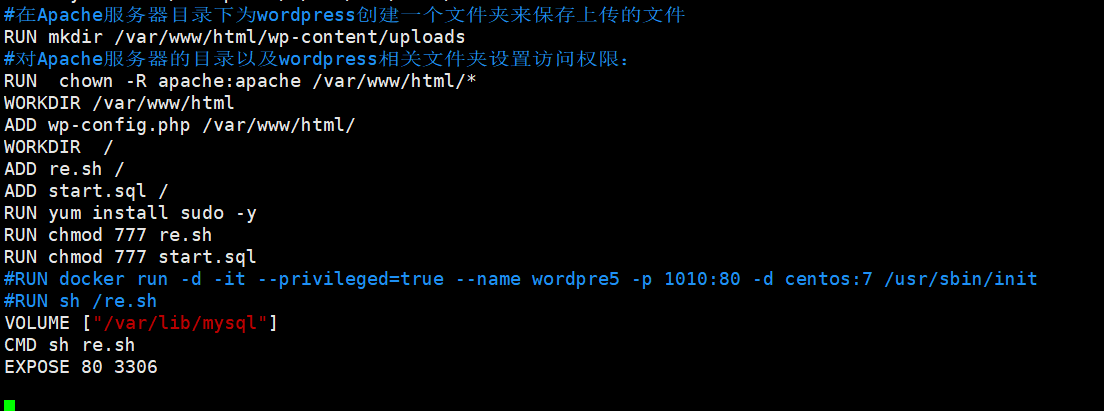 #在Apache服务器目录下为wordpress创建一个文件夹来保存上传的文件
RUN mkdir /var/www/html/wp-content/uploads
#对Apache服务器的目录以及wordpress相关文件夹设置访问权限:
RUN  chown -R apache:apache /var/www/html/*
WORKDIR /var/www/html
ADD wp-config.php /var/www/html/
WORKDIR  /
ADD re.sh /
ADD start.sql /
RUN yum install sudo -y
RUN chmod 777 re.sh
RUN chmod 777 start.sql
#RUN docker run -d -it --privileged=true --name wordpre5 -p 1010:80 -d centos:7 /usr/sbin/init
#RUN sh /re.sh
VOLUME ["/var/lib/mysql"]
CMD sh re.sh
EXPOSE 80 3306